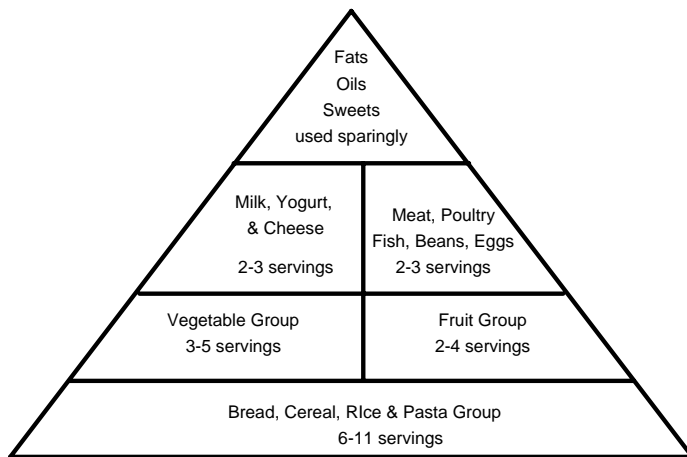 Fats
Oils
Sweets
used sparingly
Milk, Yogurt,
& Cheese
2-3 servings
Meat, Poultry
Fish, Beans, Eggs
2-3 servings
Vegetable Group
3-5 servings
Fruit Group
2-4 servings
Bread, Cereal, RIce & Pasta Group
6-11 servings